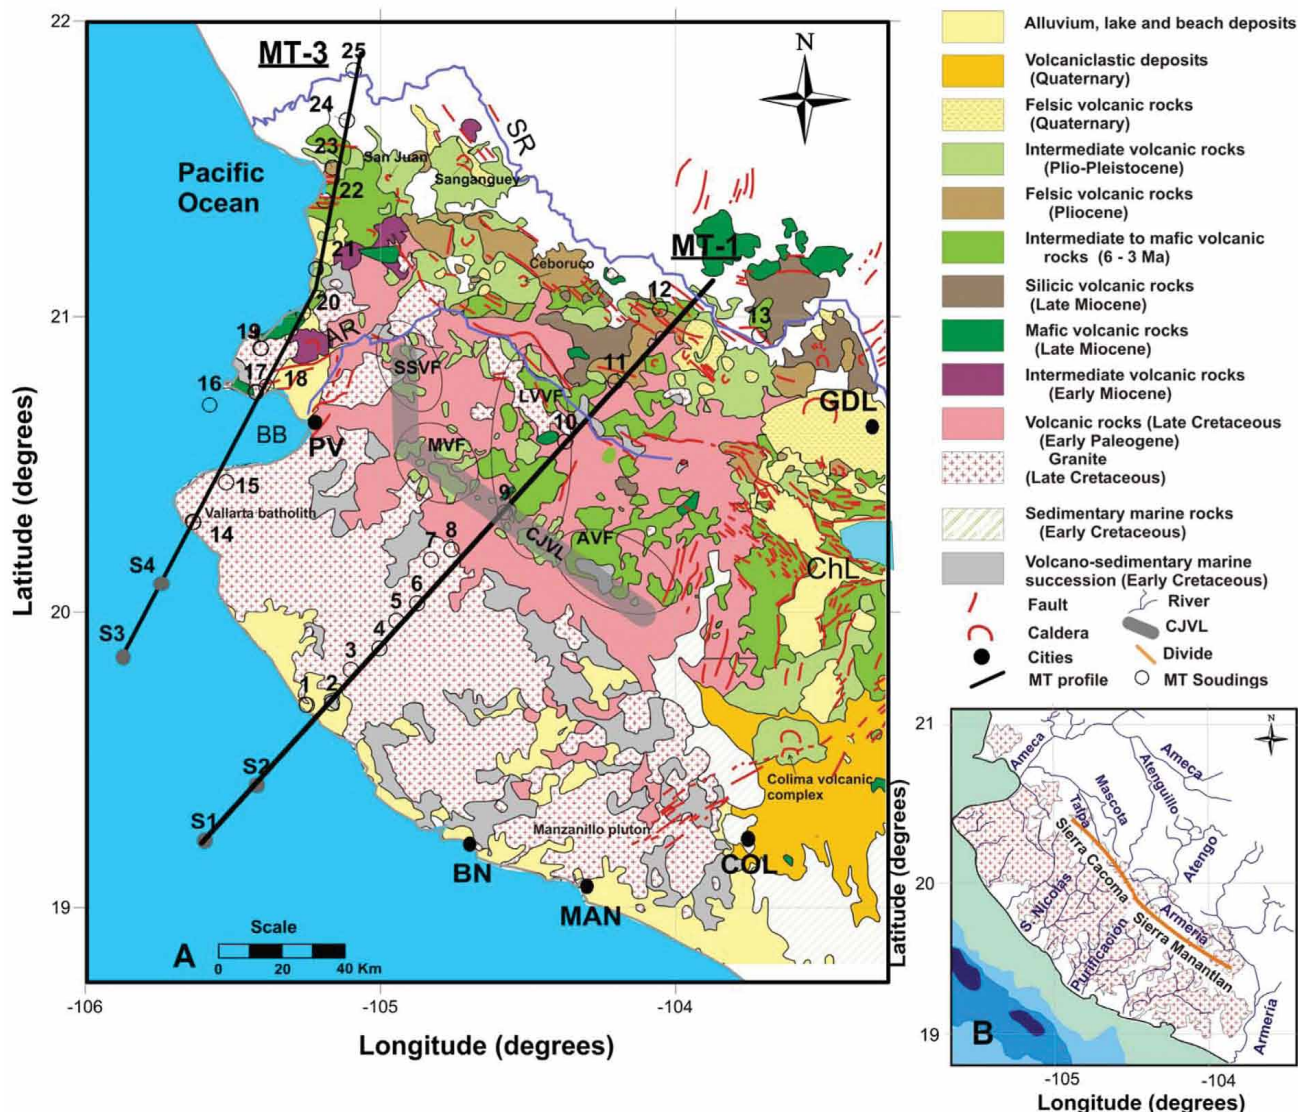 22
21
20
19
-106
-105
-104
Latitude (degrees)
Longitude (degrees)
MT-3
25
24
23
22
21
20
19
18
17
16
15
14
S4
S3
Pacific
Ocean
San Juan
Sanganguey
SR
N
MT-1
Ceboruco
12
13
11
10
AR
SSVF
LVVF
MVF
GDL
BB
PV
Vallarta batholith
9
8
7
6
5
4
3
2
1
CJVL
AVF
ChL
S2
S1
Colima volcanic
complex
Manzanillo pluton
BN
MAN
COL
A
Scale
0 20 40 Km
Alluvium, lake and beach deposits
Volcaniclastic deposits
(Quaternary)
Felsic volcanic rocks
(Quaternary)
Intermediate volcanic rocks
(Plio-Pleistocene)
Felsic volcanic rocks
(Pliocene)
Intermediate to mafic volcanic
rocks (6 - 3 Ma)
Silicic volcanic rocks
(Late Miocene)
Mafic volcanic rocks
(Late Miocene)
Intermediate volcanic rocks
(Early Miocene)
Volcanic rocks (Late Cretaceous
(Early Paleogene)
Granite
(Late Cretaceous)
Sedimentary marine rocks
(Early Cretaceous)
Volcano-sedimentary marine
succession (Early Cretaceous)
Fault
River
Caldera
CJVL
Cities
Divide
MT profile
MT Soudings
21
20
19
-105
-104
Latitude (degrees)
Longitude (degrees)
N
Ameca
Ameca
Atenguillo
Mascota
Talpa
Sierra Cacoma
Atengo
S. Nicolás
Purificación
Armería
Sierra Manantlan
Armería
B